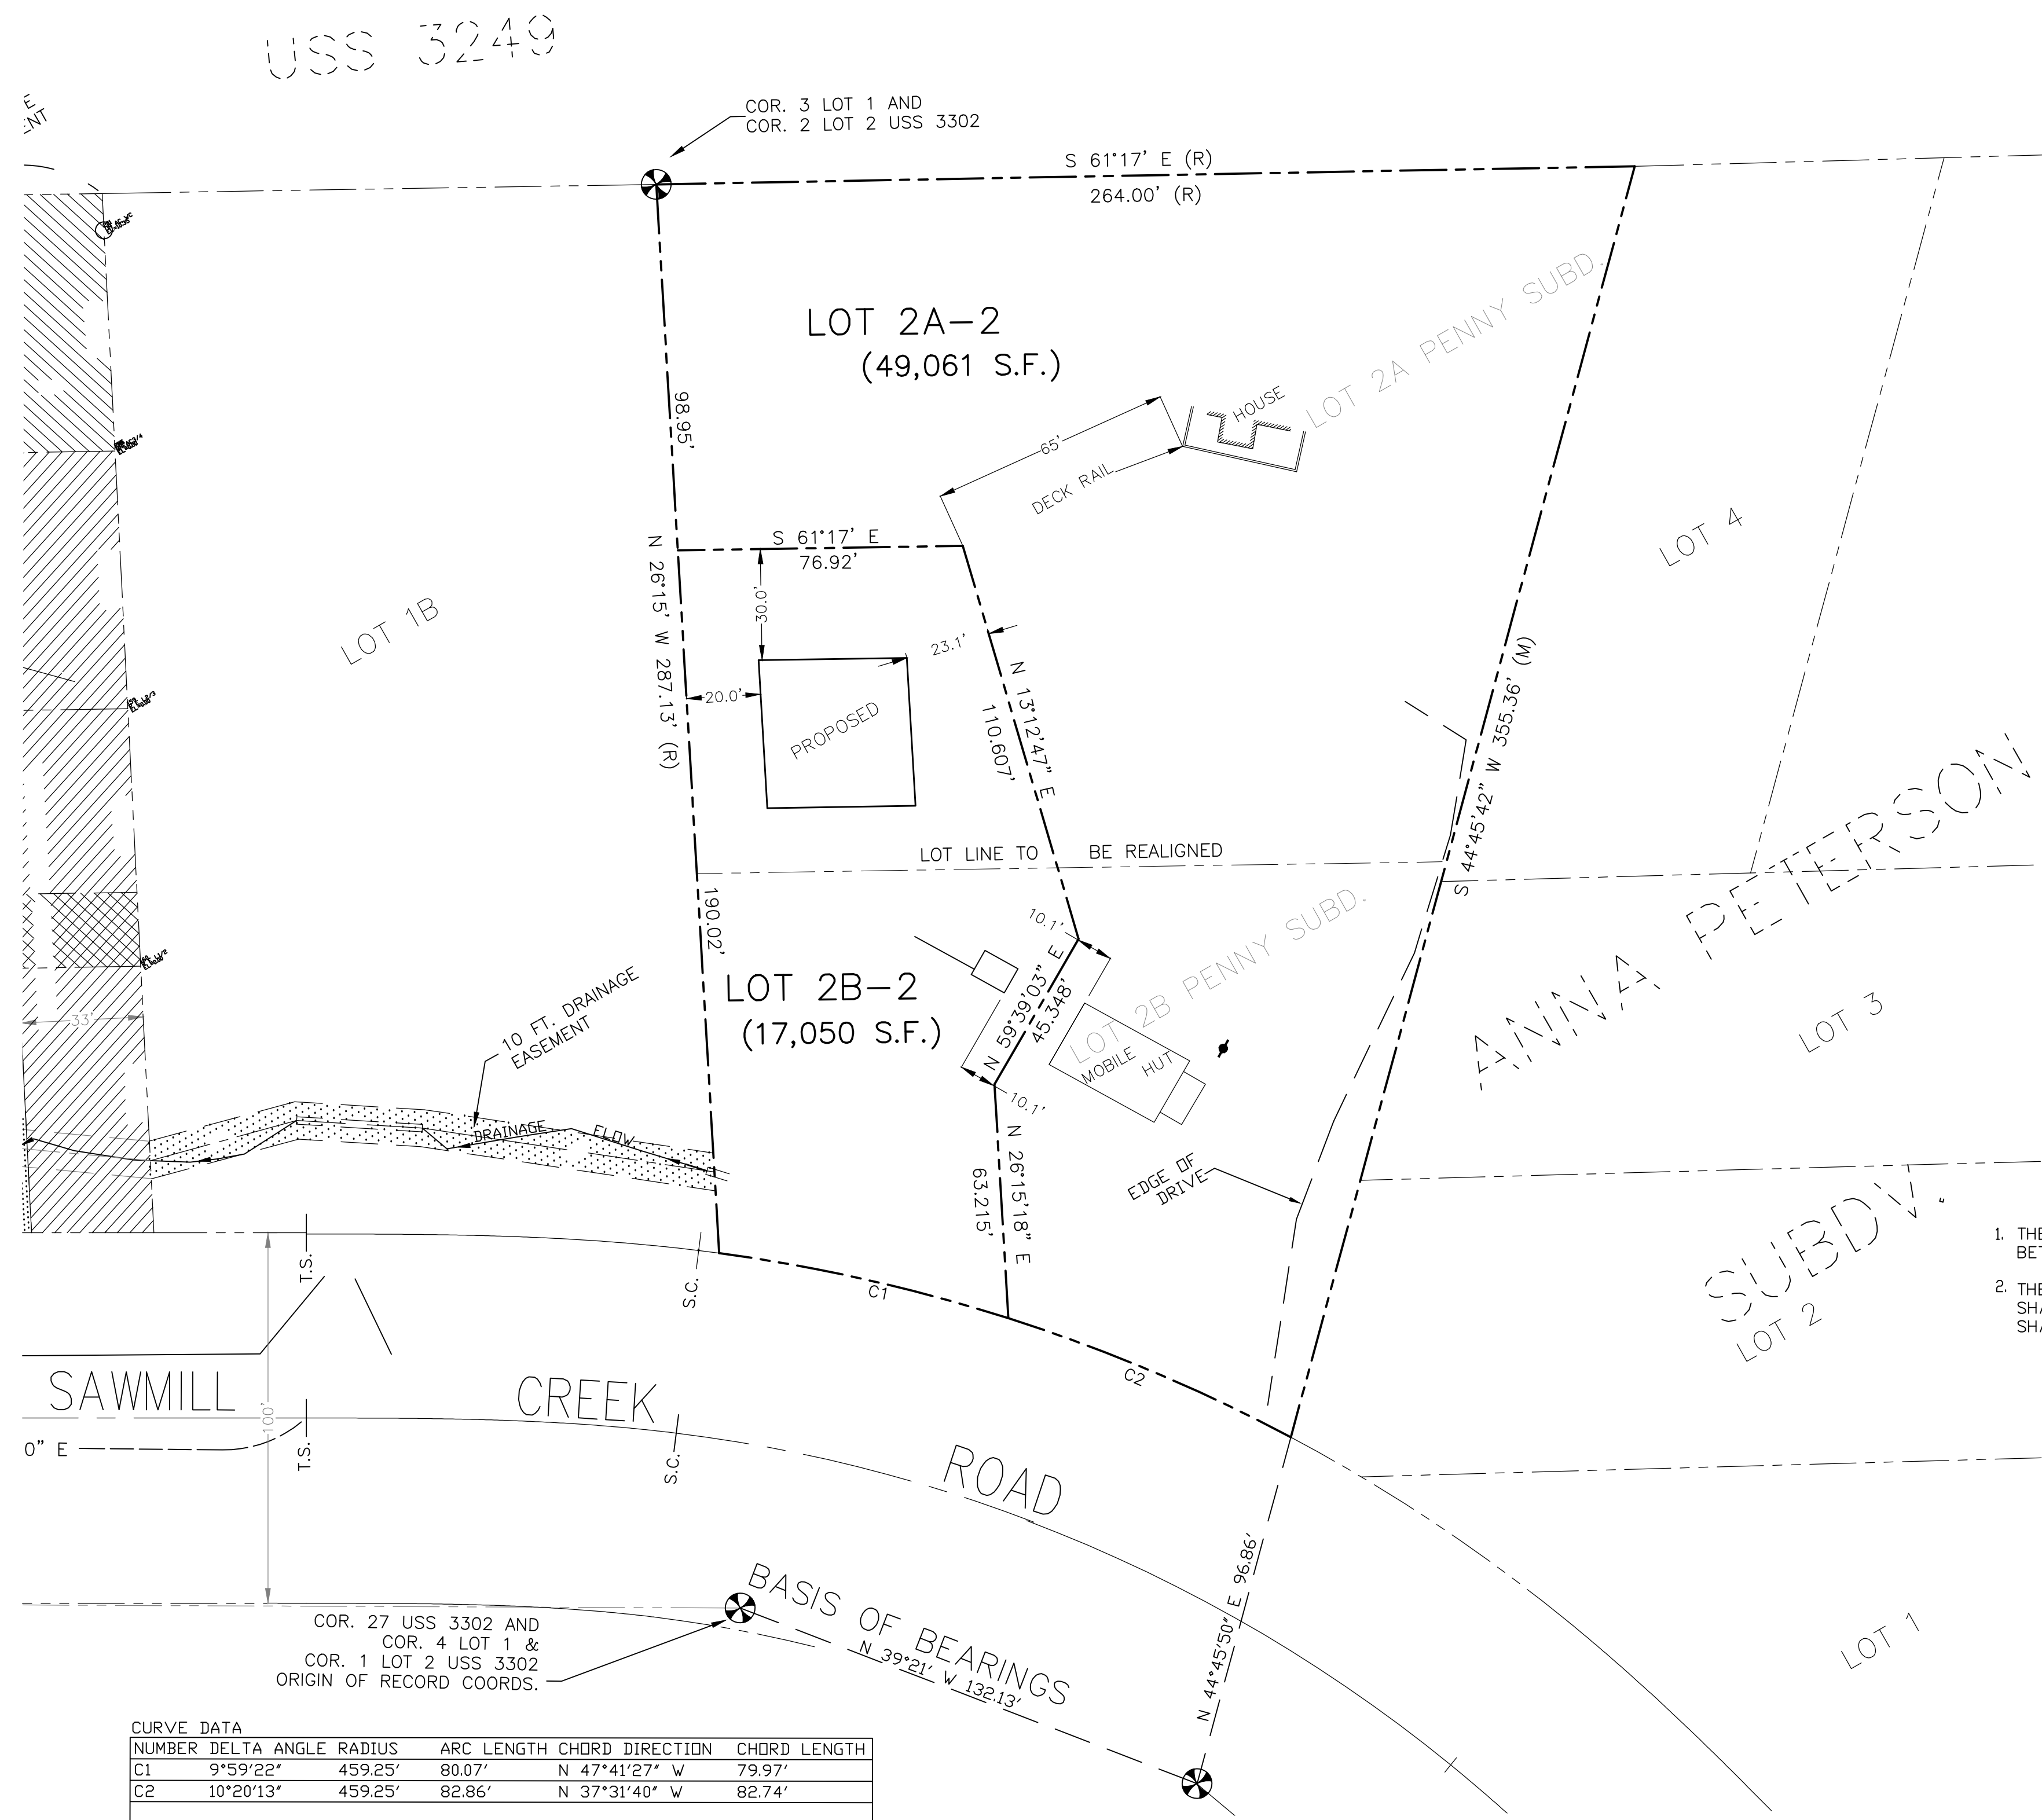 USS 3249
COR. 3 LOT 1 AND
COR. 2 LOT 2 USS 3302
S 61°17' E (R)
264.00' (R)
LOT 2A-2
(49,061 S.F.)
LOT 2A PENNY SUBD.
98.95'
HOUSE
65'
DECK RAIL
LOT 4
S 61°17' E
76.92'
N 26°15' W 287.13' (R)
30.0'
LOT 1B
23.1'
20.0'
PROPOSED
N 13°12'47" E
110.607'
S 44°45'42" W 355.36' (M)
ANNA PETERSON
LOT LINE TO BE REALIGNED
190.02'
10.1'
LOT 2B-2
(17,050 S.F.)
N 59°39'03" E
45.348'
LOT 2B PENNY SUBD.
MOBILE HUT
LOT 3
33'
10 FT. DRAINAGE
EASEMENT
10.1'
DRAINAGE FLOW
N 26°15'18" E
63.215'
EDGE OF
DRIVE
SUBDV.
LOT 2
1. THE
BET
2. THE
SHA
SHA
T.S.
S.C.
C1
C2
100'
SAWMILL CREEK ROAD
0" E
T.S.
S.C.
BASIS OF BEARINGS
N 39°21' W 132.13'
N 44°45'50" E 96.86'
LOT 1
COR. 27 USS 3302 AND
COR. 4 LOT 1 &
COR. 1 LOT 2 USS 3302
ORIGIN OF RECORD COORDS.
CURVE DATA
NUMBER DELTA ANGLE RADIUS ARC LENGTH CHORD DIRECTION CHORD LENGTH
C1 9°59'22" 459.25' 80.07' N 47°41'27" W 79.97'
C2 10°20'13" 459.25' 82.86' N 37°31'40" W 82.74'